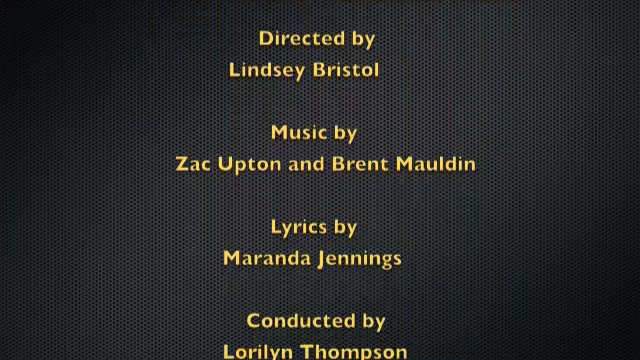 Directed by
Lindsey Bristol
Music by
Zac Upton and Brent Mauldin
Lyrics by
Maranda Jennings
Conducted by
Lorilyn Thompson